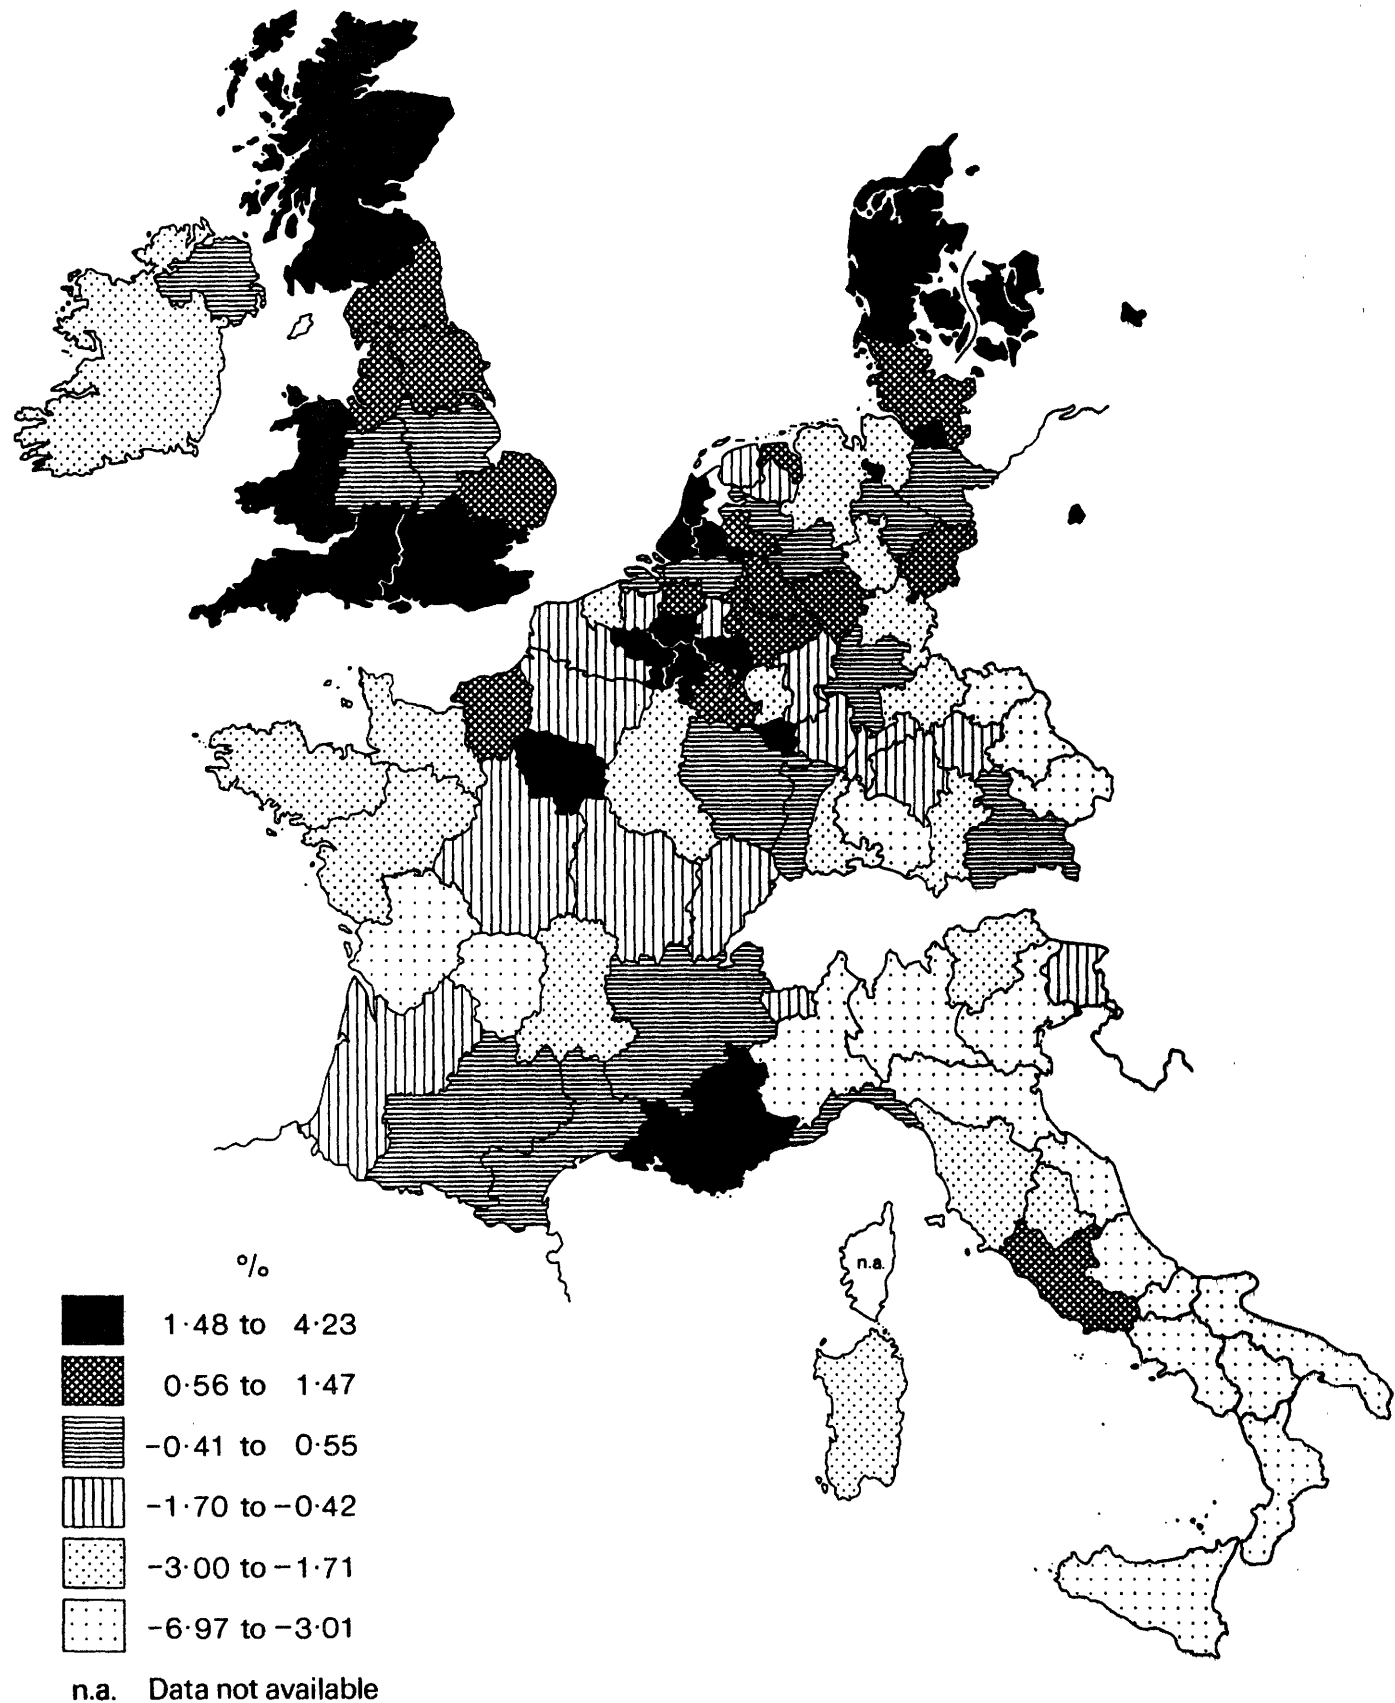 n.a.
%
1·48 to 4·23
0·56 to 1·47
-0·41 to 0·55
-1·70 to -0·42
-3·00 to -1·71
-6·97 to -3·01
n.a. Data not available